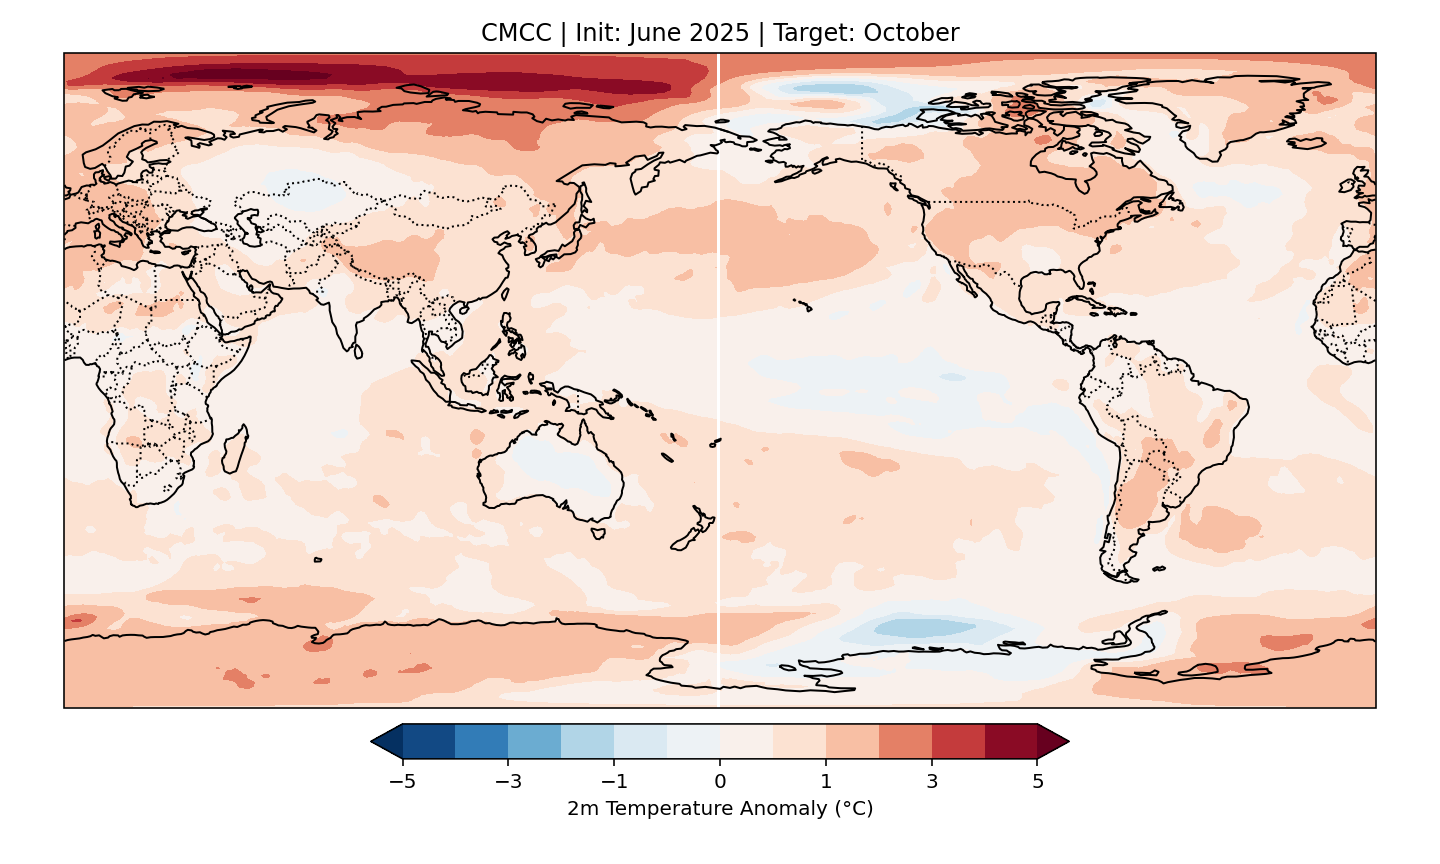 CMCC | Init: June 2025 | Target: October
−5 −3 −1 0 1 3 5
2m Temperature Anomaly (°C)